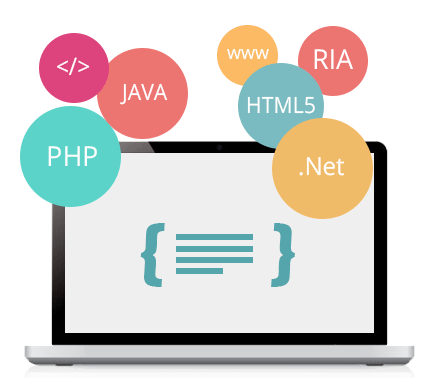 </>
JAVA
PHP
www
RIA
HTML5
.Net
{ }